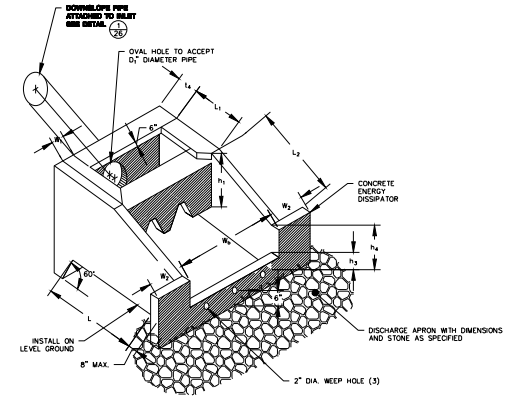 DOWNSLOPE PIPE
ATTACHED TO INLET
SEE DETAIL 1
26
OVAL HOLE TO ACCEPT
D₁" DIAMETER PIPE
t₄
L₁
W₁
6"
h₁
L₂
W₂
CONCRETE
ENERGY
DISSIPATOR
h₄
h₃
W₂
6"
60°
L
INSTALL ON
LEVEL GROUND
8" MAX.
DISCHARGE APRON WITH DIMENSIONS
AND STONE AS SPECIFIED
2" DIA. WEEP HOLE (3)